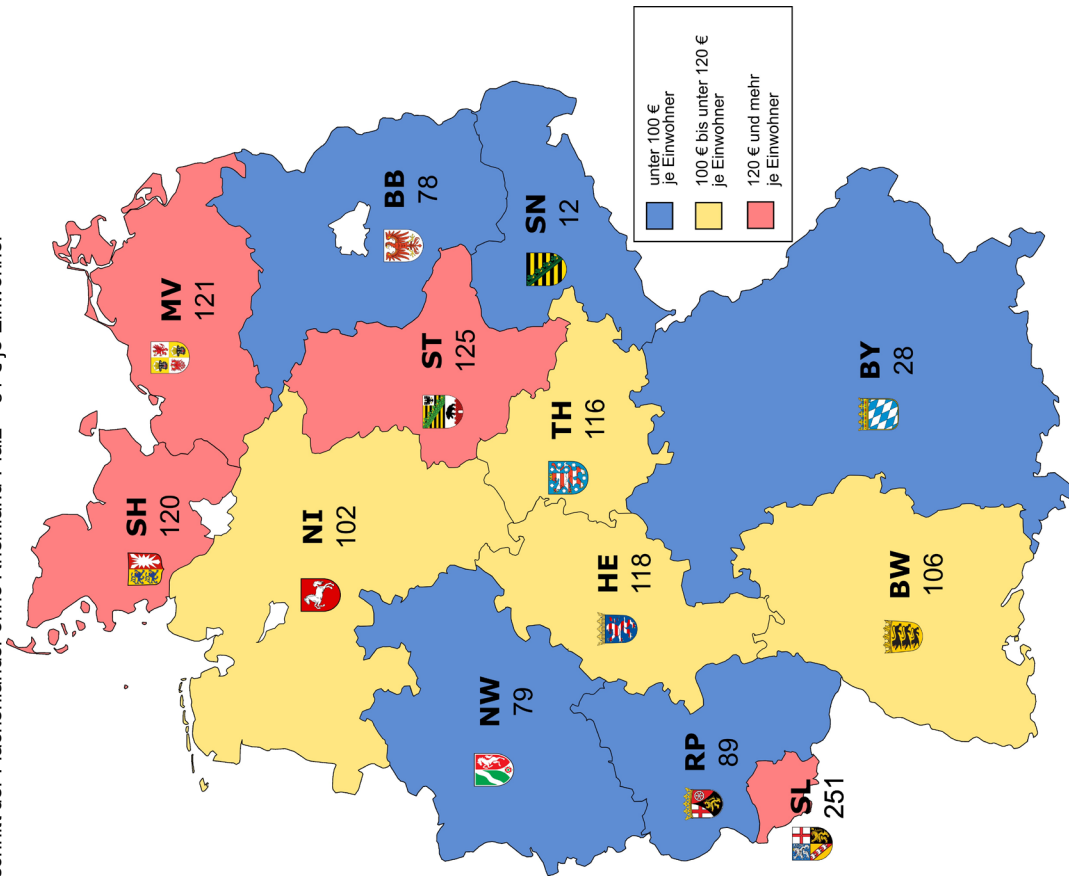 MV
121
SH
120
BB
78
SN
12
NI
102
ST
125
TH
116
HE
118
NW
79
RP
89
SL
251
BY
28
BW
106
unter 100 €
je Einwohner
100 € bis unter 120 €
je Einwohner
120 € und mehr
je Einwohner